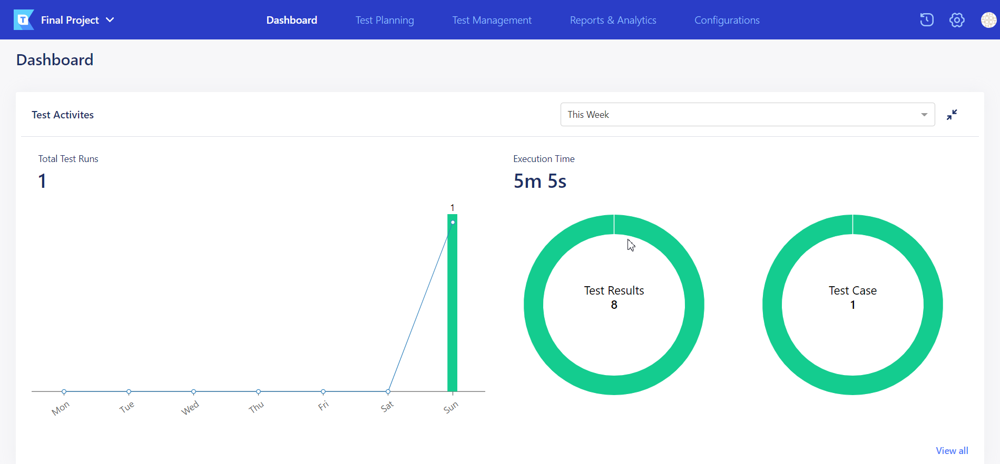 T
Final Project
Dashboard
Test Planning
Test Management
Reports & Analytics
Configurations
Dashboard
Test Activites
This Week
Total Test Runs
1
Execution Time
5m 5s
1
Mon
Tue
Wed
Thu
Fri
Sat
Sun
Test Results
8
Test Case
1
View all